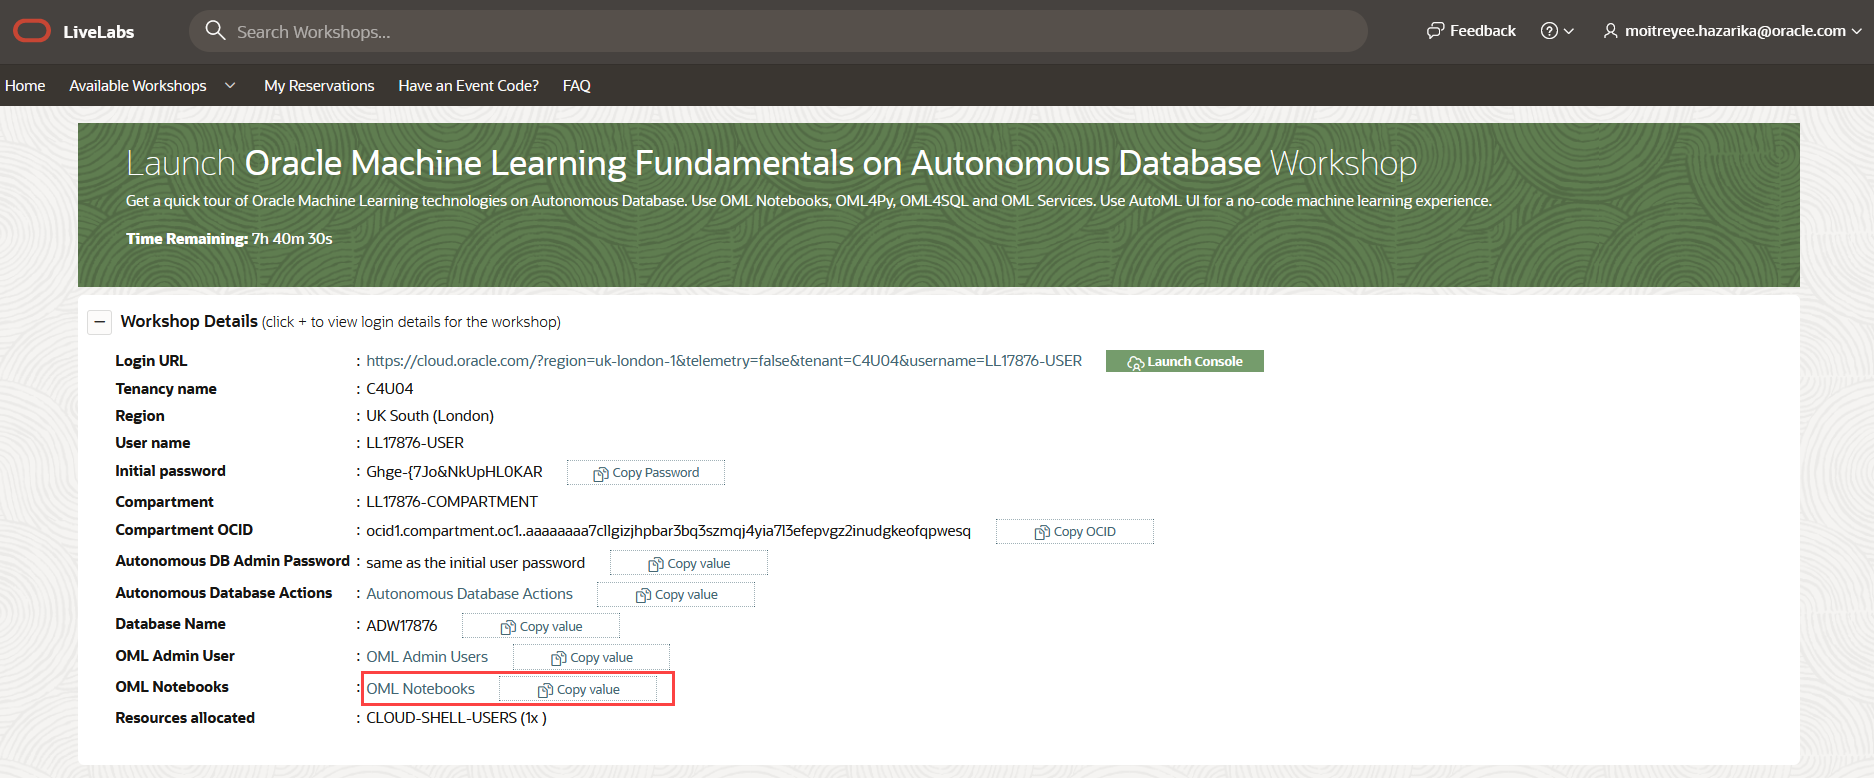 LiveLabs
Search Workshops...
Feedback
moitreyee.hazarika@oracle.com
Home Available Workshops My Reservations Have an Event Code? FAQ
Launch Oracle Machine Learning Fundamentals on Autonomous Database Workshop
Get a quick tour of Oracle Machine Learning technologies on Autonomous Database. Use OML Notebooks, OML4Py, OML4SQL and OML Services. Use AutoML UI for a no-code machine learning experience.
Time Remaining: 7h 40m 30s
Workshop Details (click + to view login details for the workshop)
Login URL : https://cloud.oracle.com/?region=uk-london-1&telemetry=false&tenant=C4U04&username=LL17876-USER Launch Console
Tenancy name : C4U04
Region : UK South (London)
User name : LL17876-USER
Initial password : Ghge-{7Jo&NkUpHL0KAR Copy Password
Compartment : LL17876-COMPARTMENT
Compartment OCID : ocid1.compartment.oc1..aaaaaaaa7cllgizjhpbar3bq3szmqj4yia7l3efepvgz2inudgkeofqpwesq Copy OCID
Autonomous DB Admin Password : same as the initial user password Copy value
Autonomous Database Actions : Autonomous Database Actions Copy value
Database Name : ADW17876 Copy value
OML Admin User : OML Admin Users Copy value
OML Notebooks : OML Notebooks Copy value
Resources allocated : CLOUD-SHELL-USERS (1x )